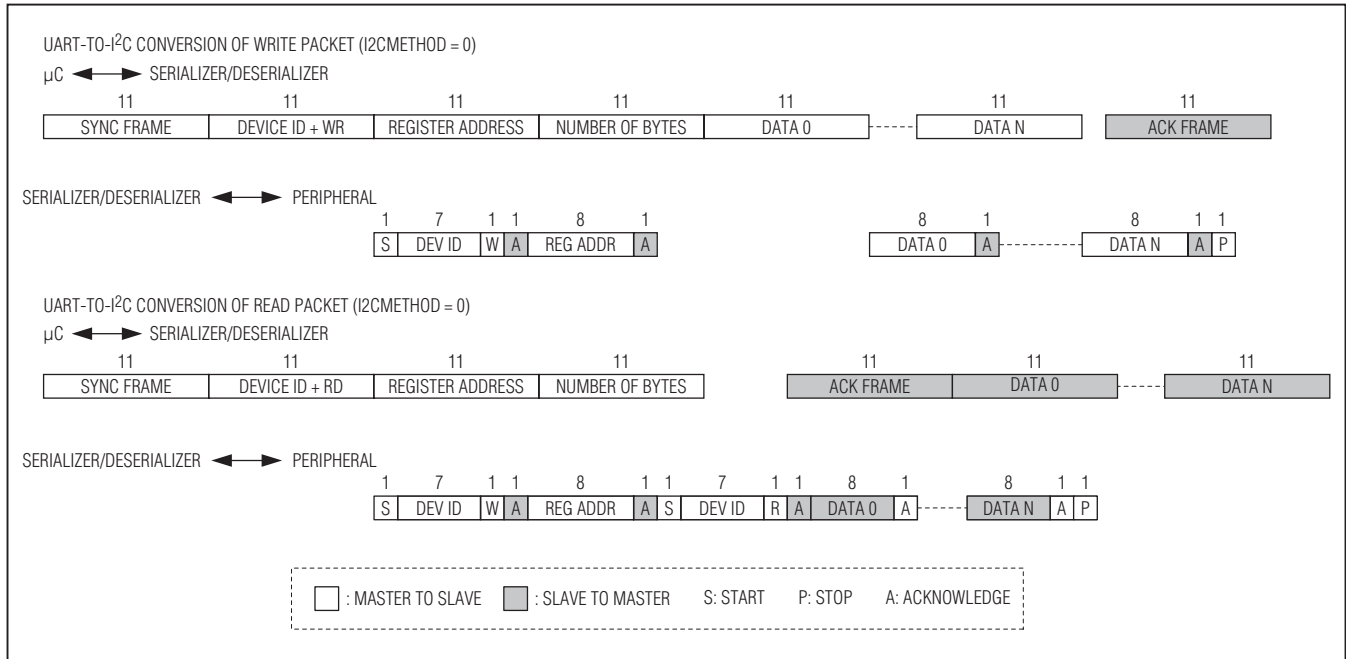 UART-TO-I2C CONVERSION OF WRITE PACKET (I2CMETHOD = 0)
µC SERIALIZER/DESERIALIZER
11 11 11 11 11 11 11
SYNC FRAME DEVICE ID + WR REGISTER ADDRESS NUMBER OF BYTES DATA 0 DATA N ACK FRAME
SERIALIZER/DESERIALIZER PERIPHERAL
1 7 1 1 8 1 8 1 8 1 1
S DEV ID W A REG ADDR A DATA 0 A DATA N A P
UART-TO-I2C CONVERSION OF READ PACKET (I2CMETHOD = 0)
µC SERIALIZER/DESERIALIZER
11 11 11 11 11 11 11
SYNC FRAME DEVICE ID + RD REGISTER ADDRESS NUMBER OF BYTES ACK FRAME DATA 0 DATA N
SERIALIZER/DESERIALIZER PERIPHERAL
1 7 1 1 8 1 1 7 1 1 8 1 8 1 1
S DEV ID W A REG ADDR A S DEV ID R A DATA 0 A DATA N A P
: MASTER TO SLAVE : SLAVE TO MASTER S: START P: STOP A: ACKNOWLEDGE